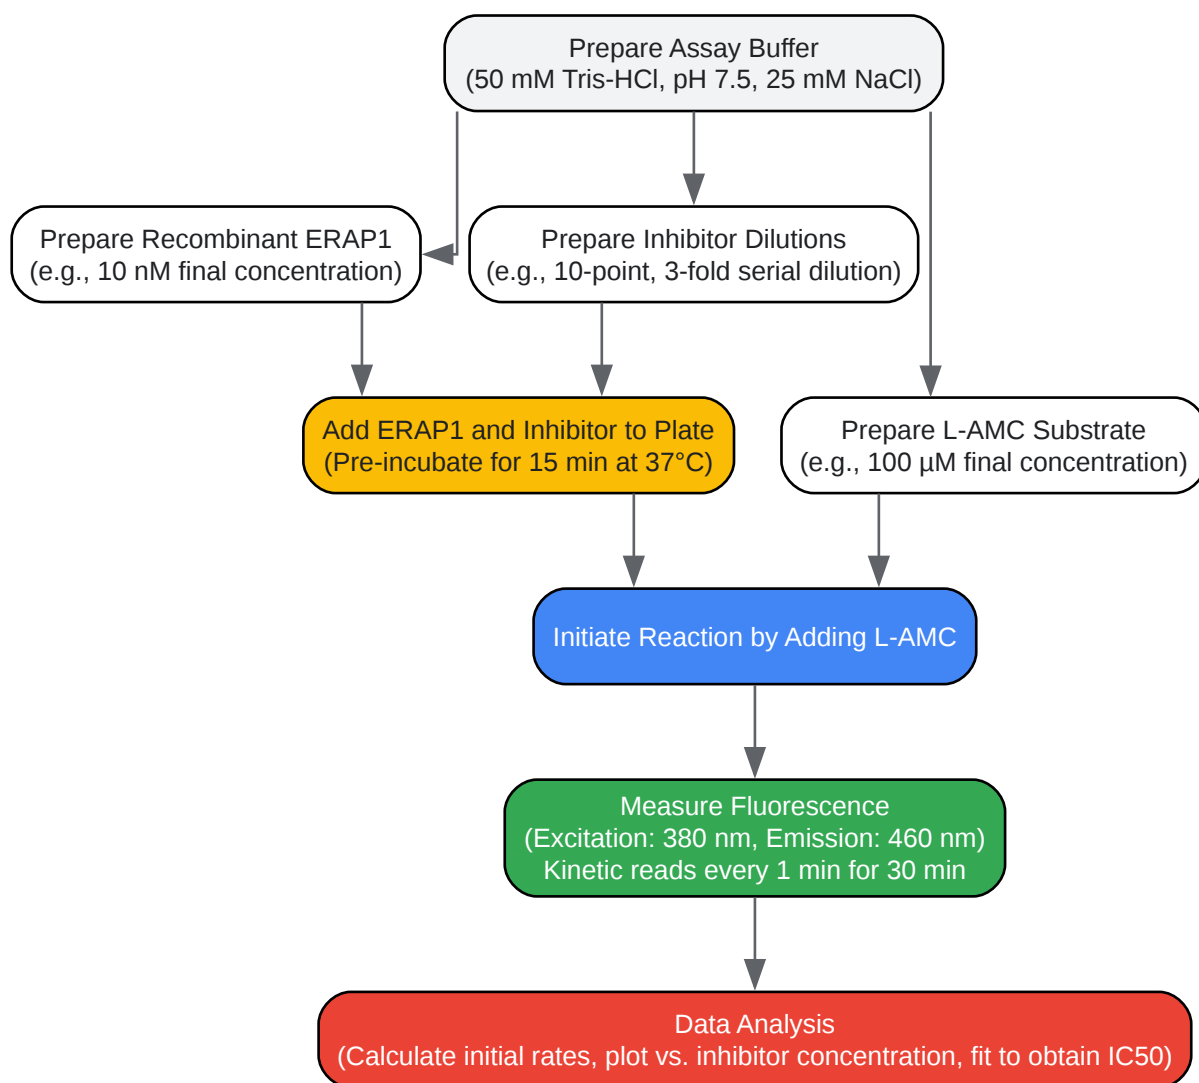 Prepare Assay Buffer
(50 mM Tris-HCl, pH 7.5, 25 mM NaCl)
Prepare Recombinant ERAP1
(e.g., 10 nM final concentration)
Prepare Inhibitor Dilutions
(e.g., 10-point, 3-fold serial dilution)
Add ERAP1 and Inhibitor to Plate
(Pre-incubate for 15 min at 37°C)
Prepare L-AMC Substrate
(e.g., 100 µM final concentration)
Initiate Reaction by Adding L-AMC
Measure Fluorescence
(Excitation: 380 nm, Emission: 460 nm)
Kinetic reads every 1 min for 30 min
Data Analysis
(Calculate initial rates, plot vs. inhibitor concentration, fit to obtain IC50)